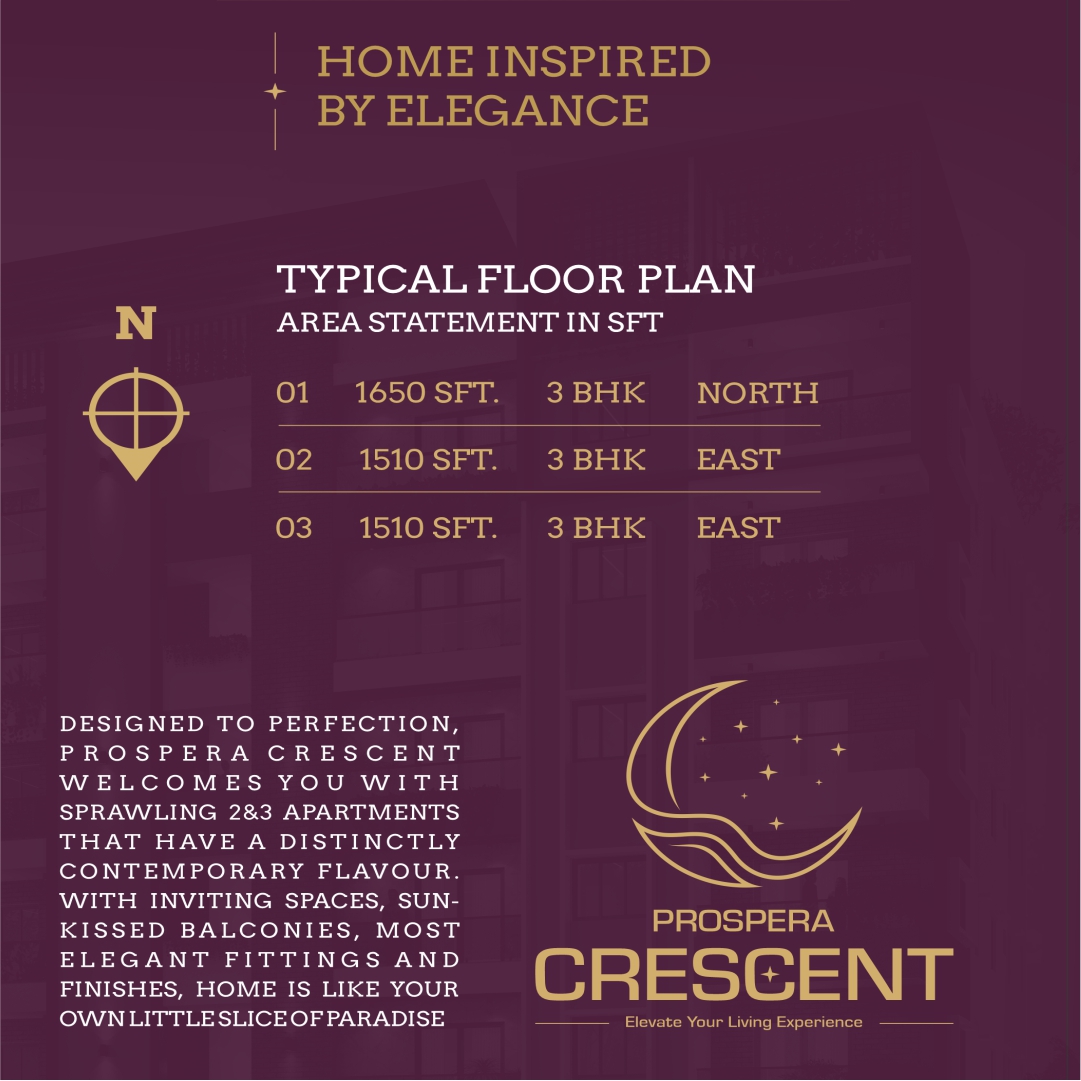 HOME INSPIRED
BY ELEGANCE
TYPICAL FLOOR PLAN
AREA STATEMENT IN SFT
N
01 1650 SFT. 3 BHK NORTH
02 1510 SFT. 3 BHK EAST
03 1510 SFT. 3 BHK EAST
DESIGNED TO PERFECTION,
PROSPERA CRESCENT
WELCOMES YOU WITH
SPRAWLING 2&3 APARTMENTS
THAT HAVE A DISTINCTLY
CONTEMPORARY FLAVOUR.
WITH INVITING SPACES, SUN-
KISSED BALCONIES, MOST
ELEGANT FITTINGS AND
FINISHES, HOME IS LIKE YOUR
OWN LITTLE SLICE OF PARADISE
PROSPERA
CRESCENT
Elevate Your Living Experience